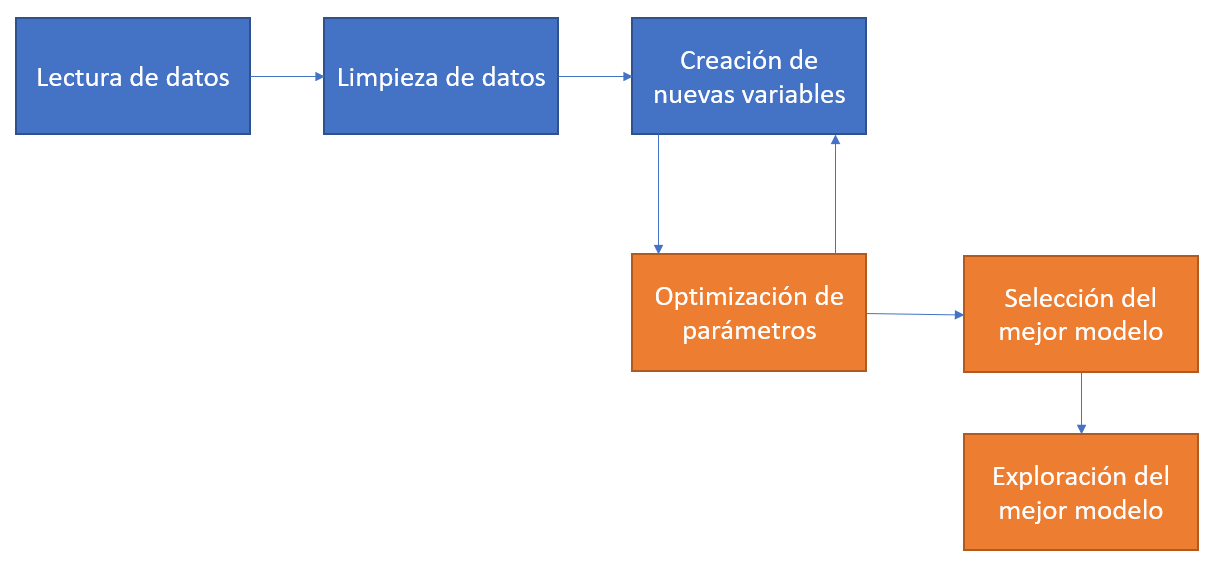 Lectura de datos
Limpieza de datos
Creación de
nuevas variables
Optimización de
parámetros
Selección del
mejor modelo
Exploración del
mejor modelo